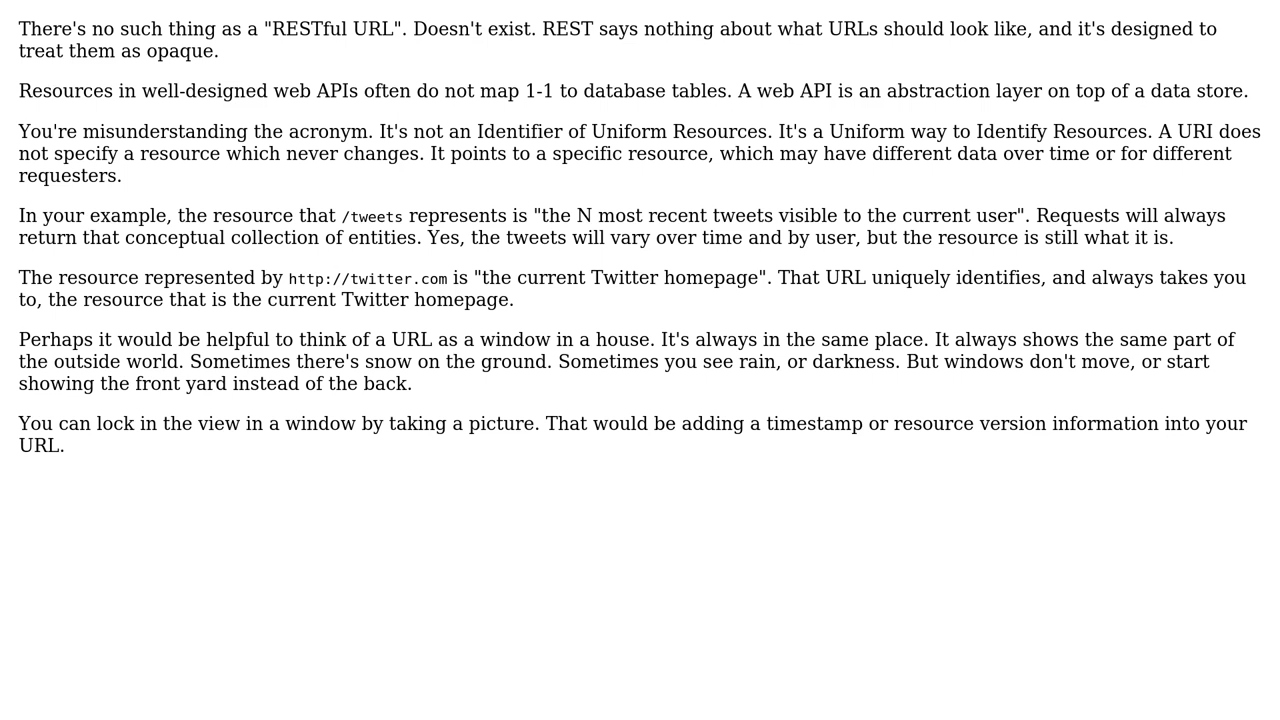 There's no such thing as a "RESTful URL". Doesn't exist. REST says nothing about what URLs should look like, and it's designed to
treat them as opaque.
Resources in well-designed web APIs often do not map 1-1 to database tables. A web API is an abstraction layer on top of a data store.
You're misunderstanding the acronym. It's not an Identifier of Uniform Resources. It's a Uniform way to Identify Resources. A URI does
not specify a resource which never changes. It points to a specific resource, which may have different data over time or for different
requesters.
In your example, the resource that /tweets represents is "the N most recent tweets visible to the current user". Requests will always
return that conceptual collection of entities. Yes, the tweets will vary over time and by user, but the resource is still what it is.
The resource represented by http://twitter.com is "the current Twitter homepage". That URL uniquely identifies, and always takes you
to, the resource that is the current Twitter homepage.
Perhaps it would be helpful to think of a URL as a window in a house. It's always in the same place. It always shows the same part of
the outside world. Sometimes there's snow on the ground. Sometimes you see rain, or darkness. But windows don't move, or start
showing the front yard instead of the back.
You can lock in the view in a window by taking a picture. That would be adding a timestamp or resource version information into your
URL.